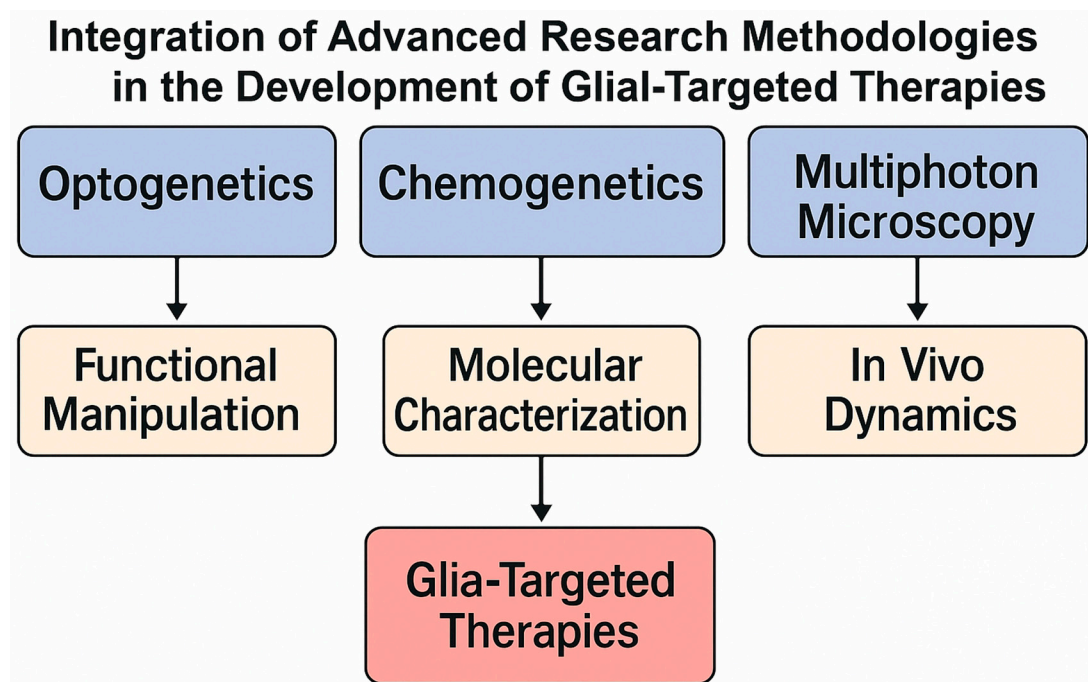 Integration of Advanced Research Methodologies
in the Development of Glial-Targeted Therapies
Optogenetics
Chemogenetics
Multiphoton
Microscopy
Functional
Manipulation
Molecular
Characterization
In Vivo
Dynamics
Glia-Targeted
Therapies